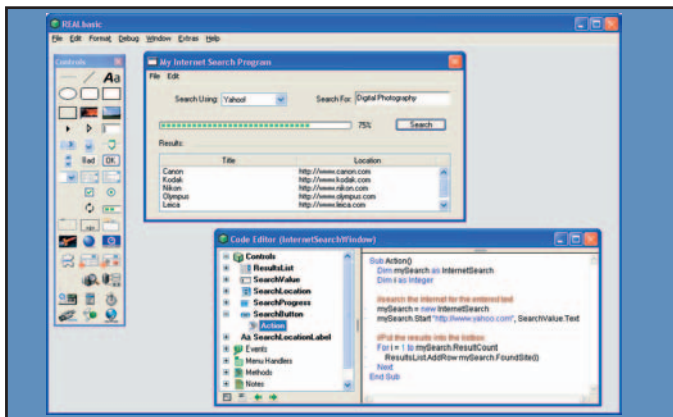 REALbasic
File Edit Format Debug Window Extras Help
Controls
Aa
Rad OK
My Internet Search Program
File Edit
Search Using: Yahoo! Search For: Digital Photography
75% Search
Results:
Title Location
Canon http://www.canon.com
Kodak http://www.kodak.com
Nikon http://www.nikon.com
Olympus http://www.olympus.com
Leica http://www.leica.com
Code Editor (InternetSearchWindow)
Controls
ResultsList
SearchValue
SearchLocation
SearchProgress
SearchButton
Action
Aa SearchLocationLabel
Events
Menu Handlers
Methods
Notes
Sub Action()
Dim mySearch as InternetSearch
Dim i as Integer
//search the internet for the entered text
mySearch = new InternetSearch
mySearch.Start "http://www.yahoo.com", SearchValue.Text
//Put the results into the listbox
For i = 1 to mySearch.ResultCount
ResultsList.AddRow mySearch.FoundSite(i)
Next
End Sub